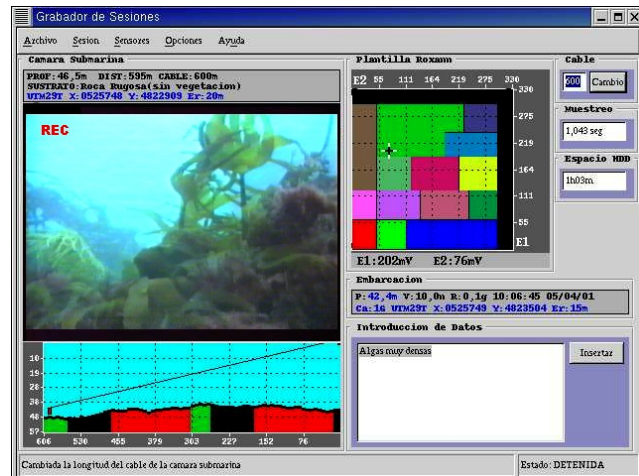 Grabador de Sesiones
Archivo Sesion Sensores Opciones Ayuda
Camara Submarina
PROF:46,5m DIST:595m CABLE:600m
SUSTRATO:Roca Rugosa(sin vegetacion)
UTM29T X:0525748 Y:4822909 Er:20m
REC
10
19
29
38
48
57
606 530 455 379 303 227 152 76
Plantilla Roxann
E2 55 111 164 219 275 330
330
275
219
164
111
55
E1
E1:202mV E2:76mV
Cable
600 Cambio
Muestreo
1,043 seg
Espacio HDD
1h03m
Embarcacion
P:42,4m V:10,0n R:0,1g 10:06:45 05/04/01
Ca:16 UTM29T X:0525749 Y:4823504 Er:15m
Introduccion de Datos
Algas muy densas
Insertar
Cambiada la longitud del cable de la camara submarina
Estado: DETENIDA